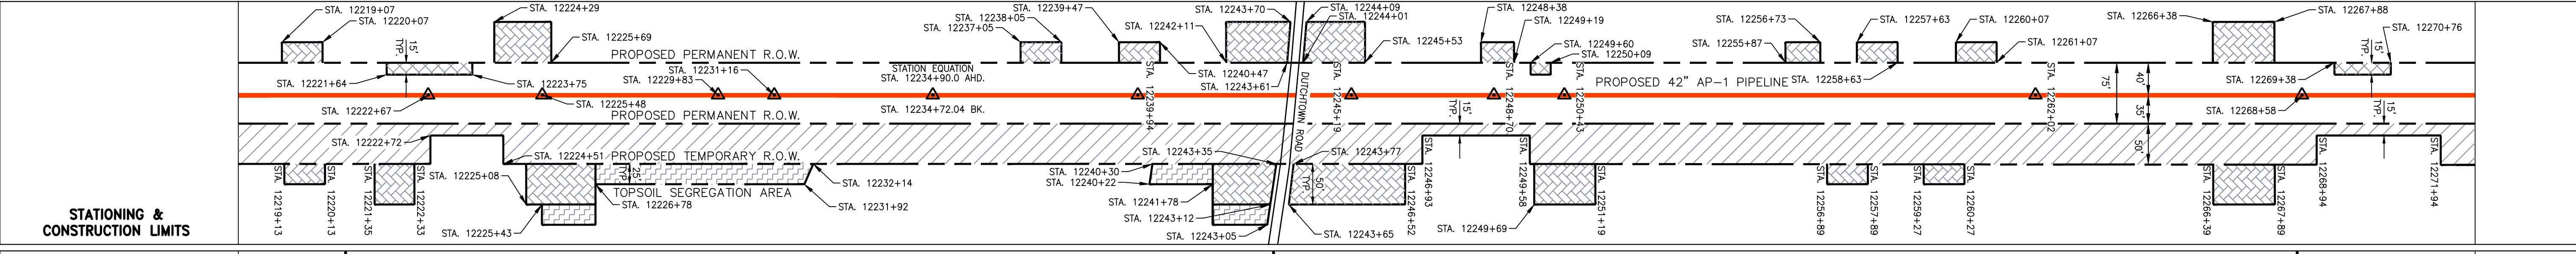 STATIONING &
CONSTRUCTION LIMITS
STA. 12219+07
STA. 12220+07
STA. 12221+64
15'
TYP.
STA. 12224+29
STA. 12225+69
STA. 12223+75
STA. 12222+67
STA. 12225+48
PROPOSED PERMANENT R.O.W.
STA. 12231+16
STA. 12229+83
STATION EQUATION
STA. 12234+90.0 AHD.
STA. 12234+72.04 BK.
PROPOSED PERMANENT R.O.W.
STA. 12238+05
STA. 12237+05
STA. 12239+47
STA. 12240+47
STA. 12239+94
STA. 12242+11
STA. 12243+70
STA. 12243+61
STA. 12244+09
STA. 12244+01
STA. 12245+53
DUTCHTOWN ROAD
STA. 12245+19
STA. 12248+38
STA. 12249+19
STA. 12248+70
STA. 12249+60
STA. 12250+09
STA. 12250+43
PROPOSED 42" AP-1 PIPELINE
STA. 12256+73
STA. 12255+87
STA. 12257+63
STA. 12258+63
STA. 12260+07
STA. 12261+07
STA. 12262+02
75'
40'
35'
50'
STA. 12266+38
STA. 12267+88
STA. 12269+38
STA. 12268+58
STA. 12270+76
15'
TYP.
15'
TYP.
STA. 12222+72
STA. 12219+13
STA. 12220+13
STA. 12221+35
STA. 12222+33
STA. 12224+51
PROPOSED TEMPORARY R.O.W.
STA. 12225+08
STA. 12225+43
25'
TYP.
TOPSOIL SEGREGATION AREA
STA. 12226+78
STA. 12232+14
STA. 12231+92
STA. 12243+35
STA. 12240+30
STA. 12240+22
STA. 12241+78
STA. 12243+12
STA. 12243+05
STA. 12243+77
50'
TYP.
STA. 12243+65
STA. 12246+52
STA. 12246+93
15'
TYP.
STA. 12249+58
STA. 12249+69
STA. 12251+19
STA. 12256+89
STA. 12257+89
STA. 12259+27
STA. 12260+27
STA. 12266+39
STA. 12267+89
STA. 12268+94
STA. 12271+94